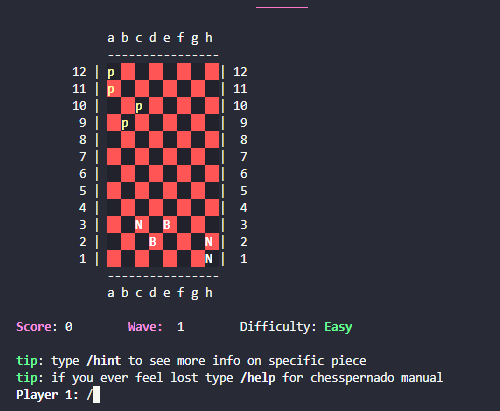 a b c d e f g h
----------------
12 | p | 12
11 | p | 11
10 | p | 10
9 | p | 9
8 | | 8
7 | | 7
6 | | 6
5 | | 5
4 | | 4
3 | N B | 3
2 | B N | 2
1 | N | 1
----------------
a b c d e f g h
Score: 0 Wave: 1 Difficulty: Easy
tip: type /hint to see more info on specific piece
tip: if you ever feel lost type /help for chesspernado manual
Player 1: /